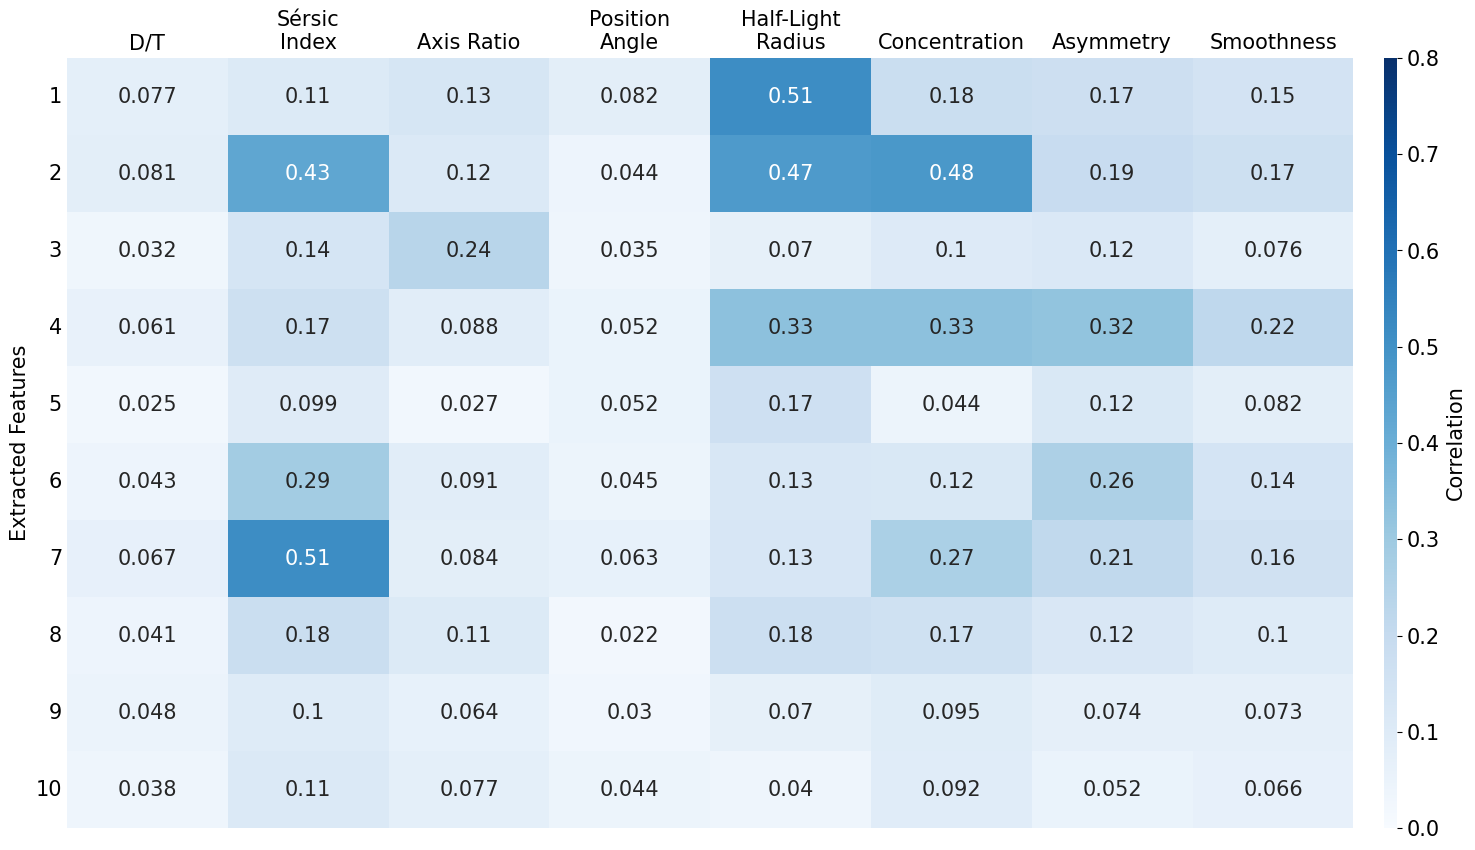 Sérsic Position Half-Light
D/T Index Axis Ratio Angle Radius Concentration Asymmetry Smoothness
1 0.077 0.11 0.13 0.082 0.51 0.18 0.17 0.15
2 0.081 0.43 0.12 0.044 0.47 0.48 0.19 0.17
3 0.032 0.14 0.24 0.035 0.07 0.1 0.12 0.076
4 0.061 0.17 0.088 0.052 0.33 0.33 0.32 0.22
5 0.025 0.099 0.027 0.052 0.17 0.044 0.12 0.082
6 0.043 0.29 0.091 0.045 0.13 0.12 0.26 0.14
7 0.067 0.51 0.084 0.063 0.13 0.27 0.21 0.16
8 0.041 0.18 0.11 0.022 0.18 0.17 0.12 0.1
9 0.048 0.1 0.064 0.03 0.07 0.095 0.074 0.073
10 0.038 0.11 0.077 0.044 0.04 0.092 0.052 0.066
Extracted Features
0.8
0.7
0.6
0.5
0.4
0.3
0.2
0.1
0.0
Correlation